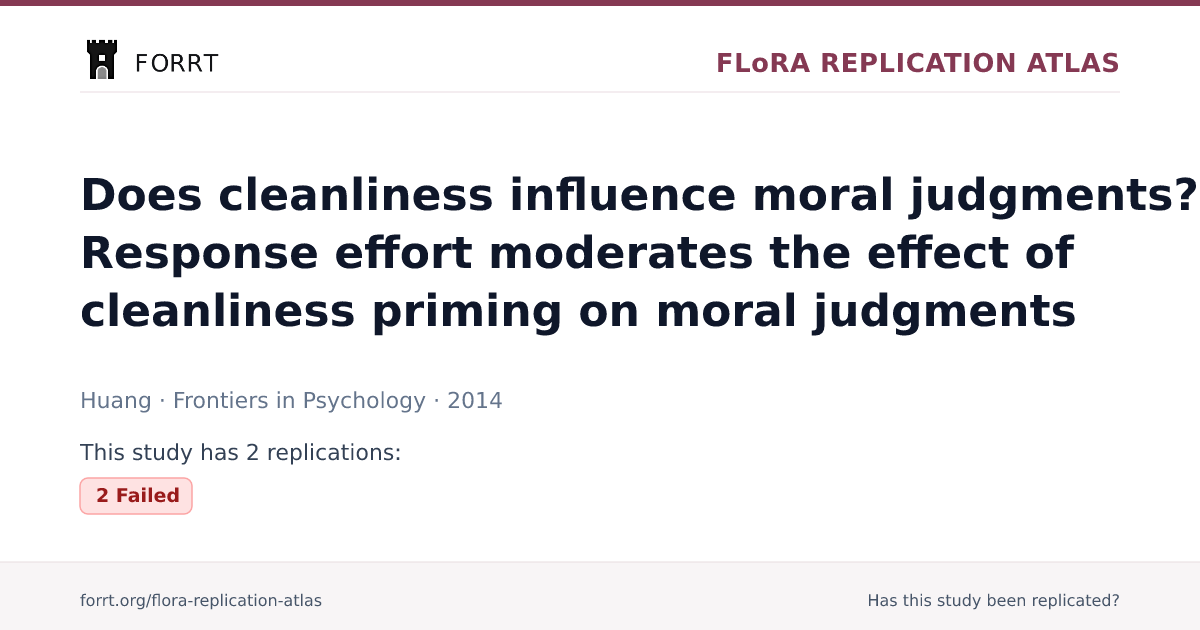 FORRT
FLoRA REPLICATION ATLAS
Does cleanliness influence moral judgments?
Response effort moderates the effect of
cleanliness priming on moral judgments
Huang · Frontiers in Psychology · 2014
This study has 2 replications:
2 Failed
forrt.org/flora-replication-atlas
Has this study been replicated?